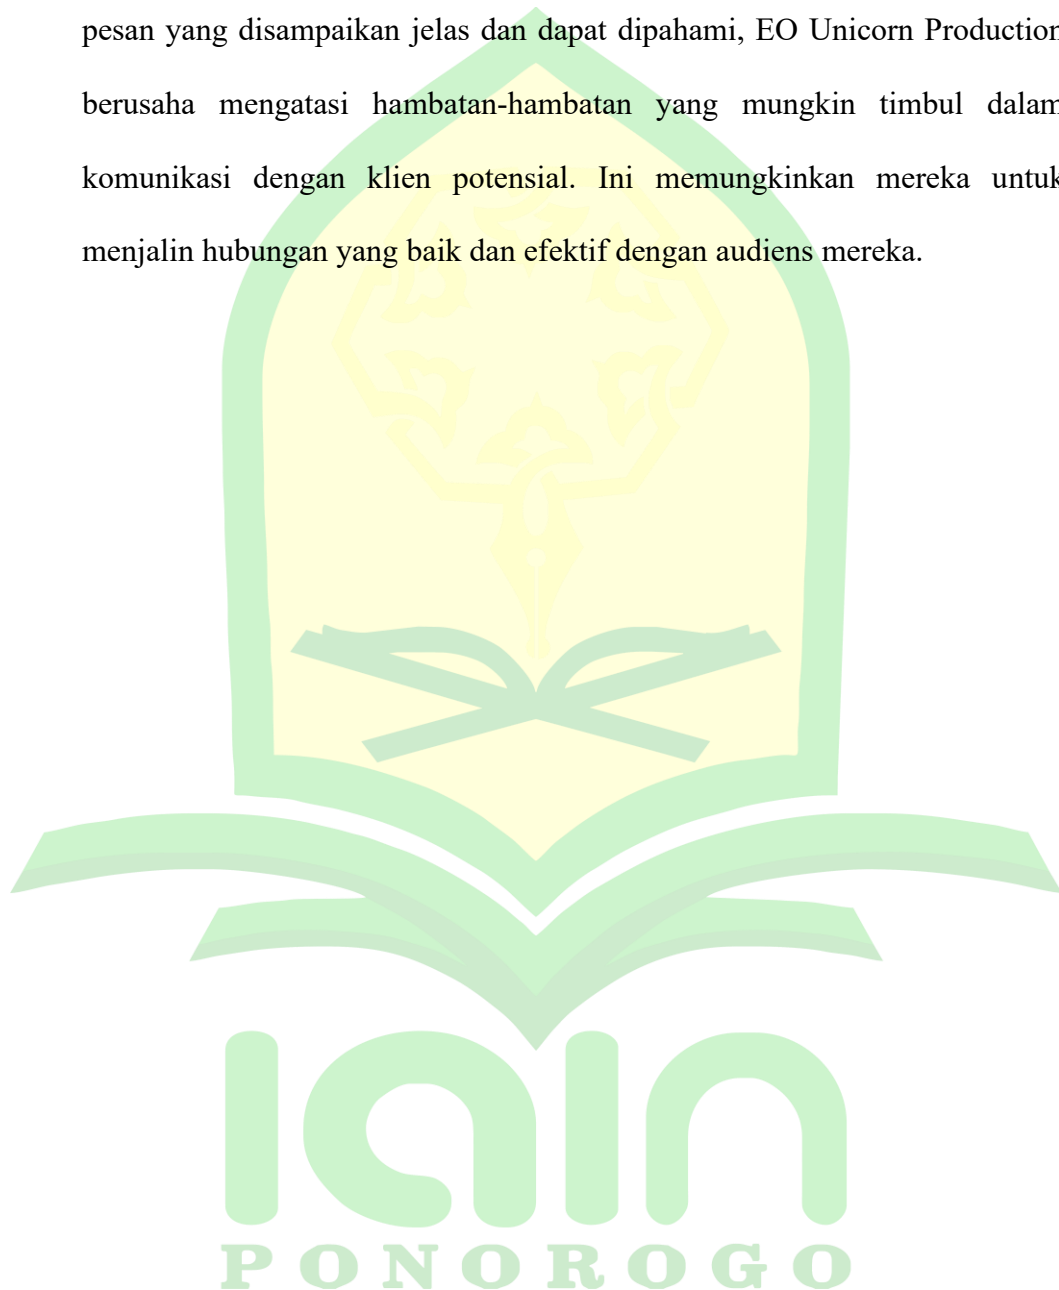 pesan yang disampaikan jelas dan dapat dipahami, EO Unicorn Production
berusaha mengatasi hambatan-hambatan yang mungkin timbul dalam
komunikasi dengan klien potensial. Ini memungkinkan mereka untuk
menjalin hubungan yang baik dan efektif dengan audiens mereka.
iain
PONOROGO